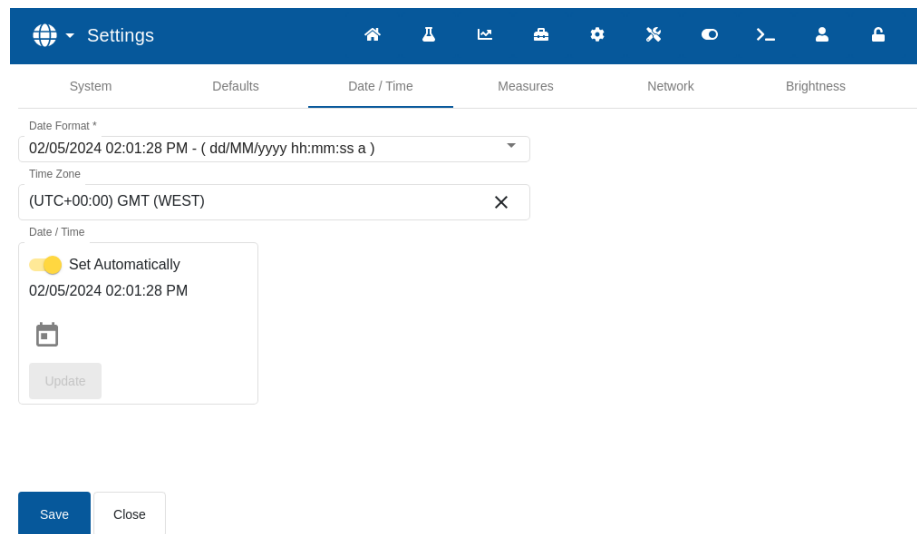 Settings
System Defaults Date / Time Measures Network Brightness
Date Format *
02/05/2024 02:01:28 PM - ( dd/MM/yyyy hh:mm:ss a )
Time Zone
(UTC+00:00) GMT (WEST)
Date / Time
Set Automatically
02/05/2024 02:01:28 PM
Update
Save Close